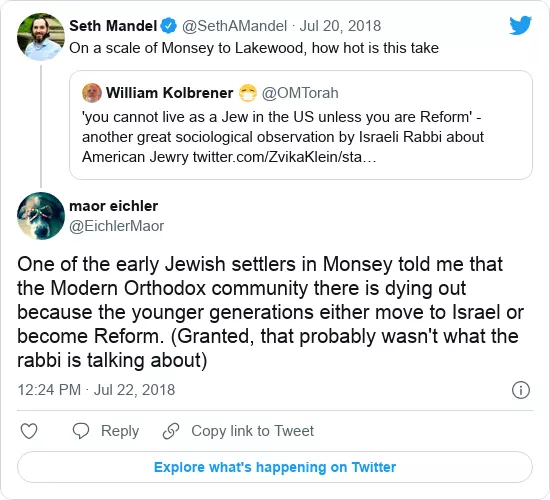 Seth Mandel @SethAMandel · Jul 20, 2018
On a scale of Monsey to Lakewood, how hot is this take
William Kolbrener 😷 @OMTorah
'you cannot live as a Jew in the US unless you are Reform' -
another great sociological observation by Israeli Rabbi about
American Jewry twitter.com/ZvikaKlein/sta…
maor eichler
@EichlerMaor
One of the early Jewish settlers in Monsey told me that
the Modern Orthodox community there is dying out
because the younger generations either move to Israel or
become Reform. (Granted, that probably wasn't what the
rabbi is talking about)
12:24 PM · Jul 22, 2018
Reply
Copy link to Tweet
Explore what's happening on Twitter